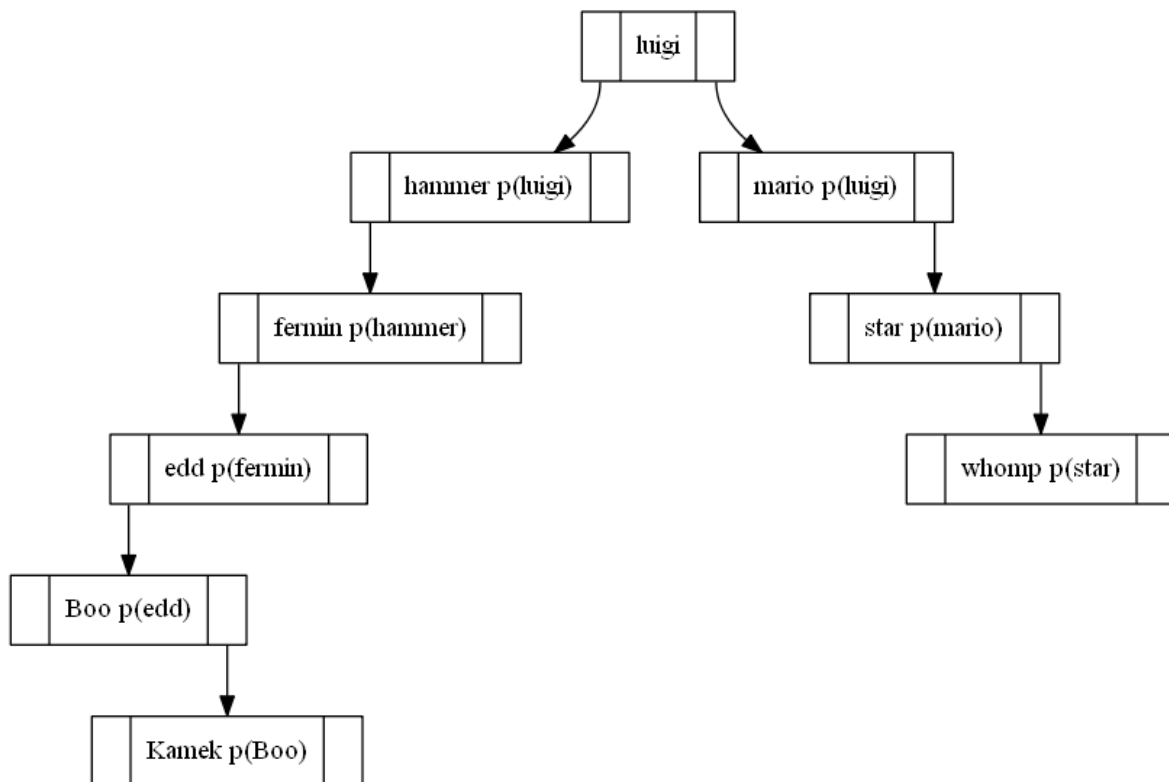 luigi
hammer p(luigi)
mario p(luigi)
fermin p(hammer)
star p(mario)
edd p(fermin)
whomp p(star)
Boo p(edd)
Kamek p(Boo)